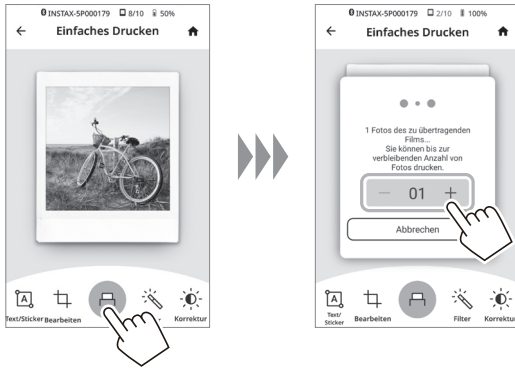 INSTAX-5P000179 8/10 50%
Einfaches Drucken
Text/Sticker Bearbeiten Korrektur
INSTAX-5P000179 2/10 100%
Einfaches Drucken
1 Fotos des zu übertragenden
Films...
Sie können bis zur
verbleibenden Anzahl von
Fotos drucken.
01
Abbrechen
Text/
Sticker Bearbeiten Filter Korrektur